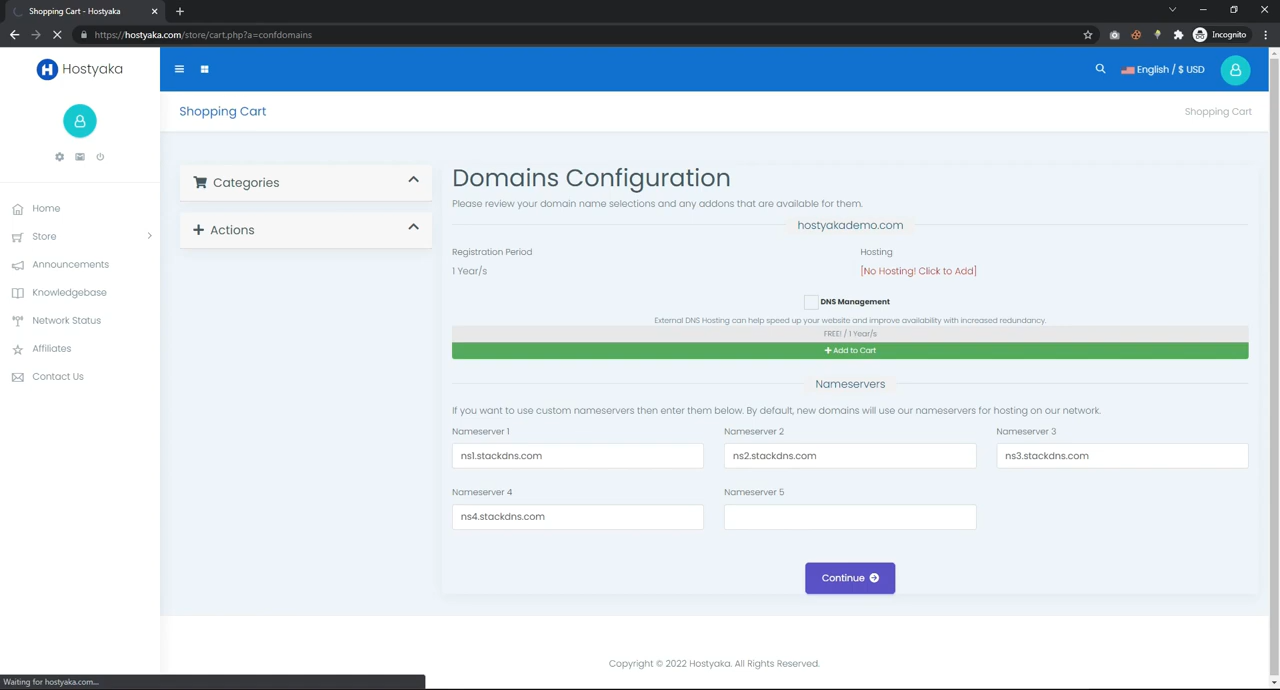 Shopping Cart - Hostyaka
https://hostyaka.com/store/cart.php?a=confdomains
Incognito
Hostyaka
English / $ USD
Shopping Cart
Shopping Cart
Home
Store
Announcements
Knowledgebase
Network Status
Affiliates
Contact Us
Categories
Actions
Domains Configuration
Please review your domain name selections and any addons that are available for them.
hostyakademo.com
Registration Period
Hosting
1 Year/s
[No Hosting! Click to Add]
DNS Management
External DNS Hosting can help speed up your website and improve availability with increased redundancy.
FREE! / 1 Year/s
+ Add to Cart
Nameservers
If you want to use custom nameservers then enter them below. By default, new domains will use our nameservers for hosting on our network.
Nameserver 1
Nameserver 2
Nameserver 3
ns1.stackdns.com
ns2.stackdns.com
ns3.stackdns.com
Nameserver 4
Nameserver 5
ns4.stackdns.com
Continue
Copyright © 2022 Hostyaka. All Rights Reserved.
Waiting for hostyaka.com...